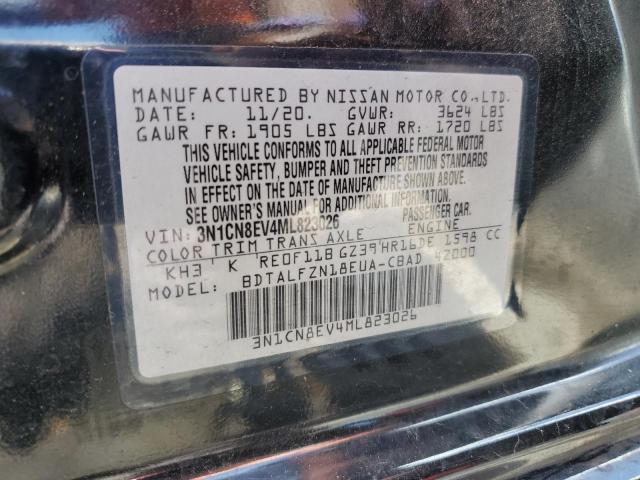 MANUFACTURED BY NISSAN MOTOR CO.,LTD.
DATE: 11/20. GVWR: 3624 LBS
GAWR FR: 1905 LBS GAWR RR: 1720 LBS
THIS VEHICLE CONFORMS TO ALL APPLICABLE FEDERAL MOTOR
VEHICLE SAFETY, BUMPER AND THEFT PREVENTION STANDARDS
IN EFFECT ON THE DATE OF MANUFACTURE SHOWN ABOVE.
SEE OWNER'S MANUAL FOR ADDITIONAL INFORMATION.
VIN: 3N1CN8EV4ML823026 PASSENGER CAR.
COLOR TRIM TRANS AXLE ENGINE
KH3 K RE0F11B GZ39 HR16DE 1598 CC
MODEL: BDTALFZN18EUA-CBAD 42000
3N1CN8EV4ML823026